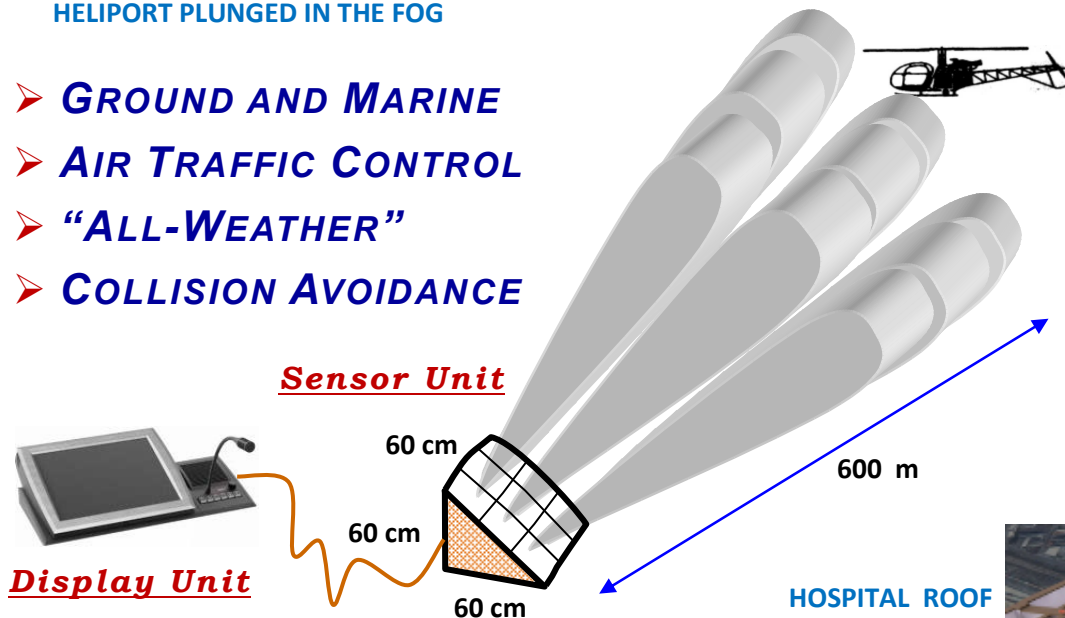 HELIPORT PLUNGED IN THE FOG
GROUND AND MARINE
AIR TRAFFIC CONTROL
“ALL-WEATHER”
COLLISION AVOIDANCE
Sensor Unit
60 cm
600 m
60 cm
Display Unit
60 cm
HOSPITAL ROOF